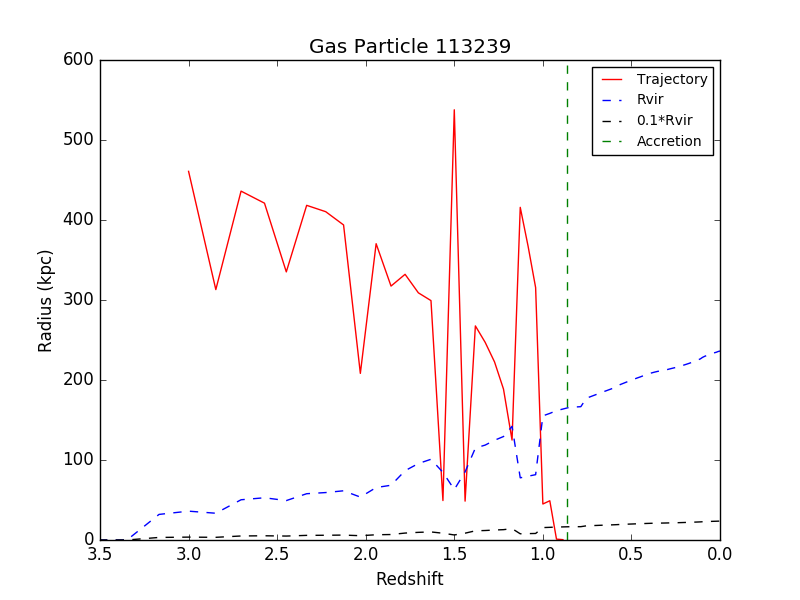 Gas Particle 113239
600
500
400
300
200
100
0
Radius (kpc)
Trajectory
Rvir
0.1*Rvir
Accretion
3.5 3.0 2.5 2.0 1.5 1.0 0.5 0.0
Redshift